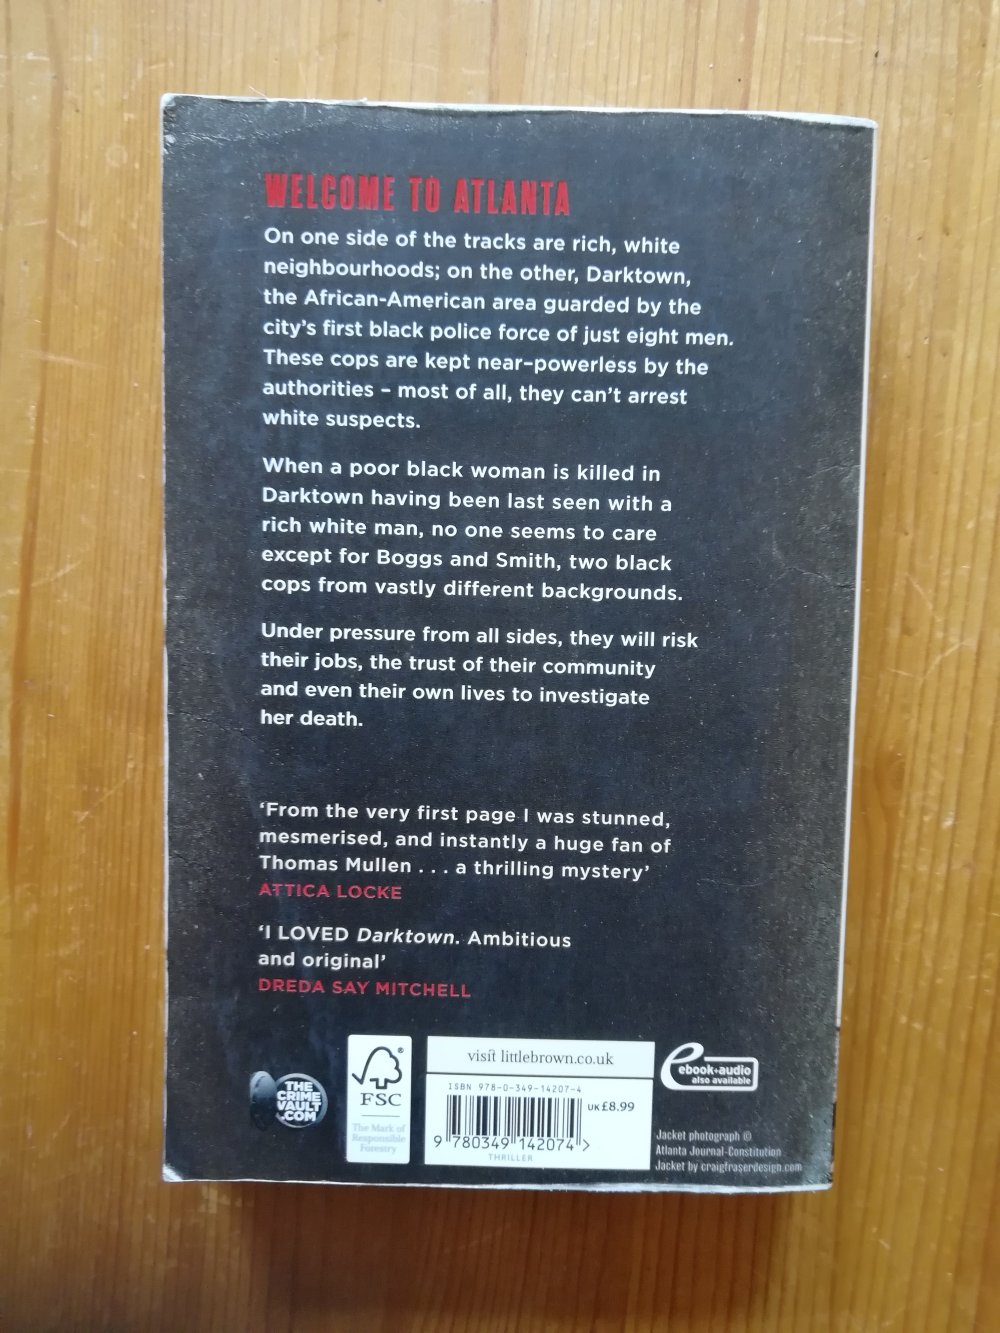 WELCOME TO ATLANTA
On one side of the tracks are rich, white
neighbourhoods; on the other, Darktown,
the African-American area guarded by the
city's first black police force of just eight men.
These cops are kept near-powerless by the
authorities – most of all, they can't arrest
white suspects.
When a poor black woman is killed in
Darktown having been last seen with a
rich white man, no one seems to care
except for Boggs and Smith, two black
cops from vastly different backgrounds.
Under pressure from all sides, they will risk
their jobs, the trust of their community
and even their own lives to investigate
her death.
‘From the very first page I was stunned,
mesmerised, and instantly a huge fan of
Thomas Mullen . . . a thrilling mystery’
ATTICA LOCKE
‘I LOVED Darktown. Ambitious
and original’
DREDA SAY MITCHELL
THE
CRIME
VAULT
.COM
®
FSC
The Mark of
Responsible
Forestry
visit littlebrown.co.uk
ISBN 978-0-349-14207-4
UK £8.99
9 780349 142074 >
THRILLER
ebook+audio
also available
Jacket photograph ©
Atlanta Journal-Constitution
Jacket by craigfraserdesign.com